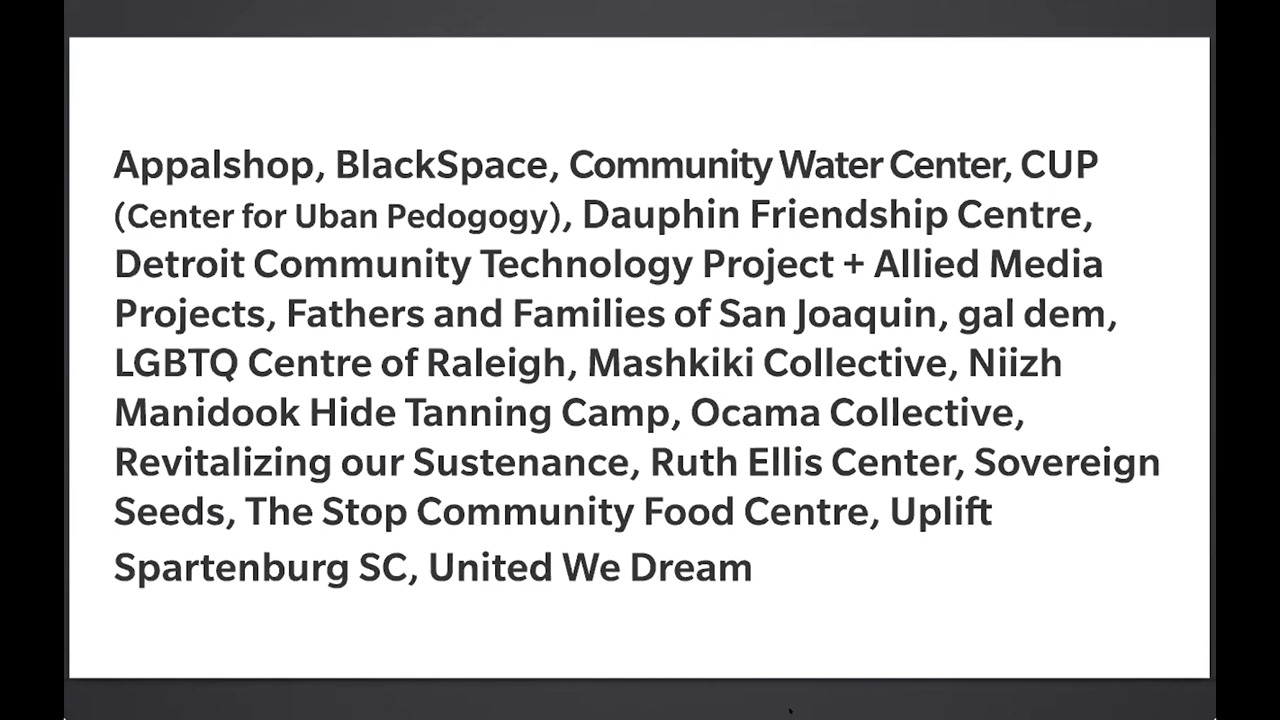 Appalshop, BlackSpace, Community Water Center, CUP
(Center for Uban Pedogogy), Dauphin Friendship Centre,
Detroit Community Technology Project + Allied Media
Projects, Fathers and Families of San Joaquin, gal dem,
LGBTQ Centre of Raleigh, Mashkiki Collective, Niizh
Manidook Hide Tanning Camp, Ocama Collective,
Revitalizing our Sustenance, Ruth Ellis Center, Sovereign
Seeds, The Stop Community Food Centre, Uplift
Spartenburg SC, United We Dream